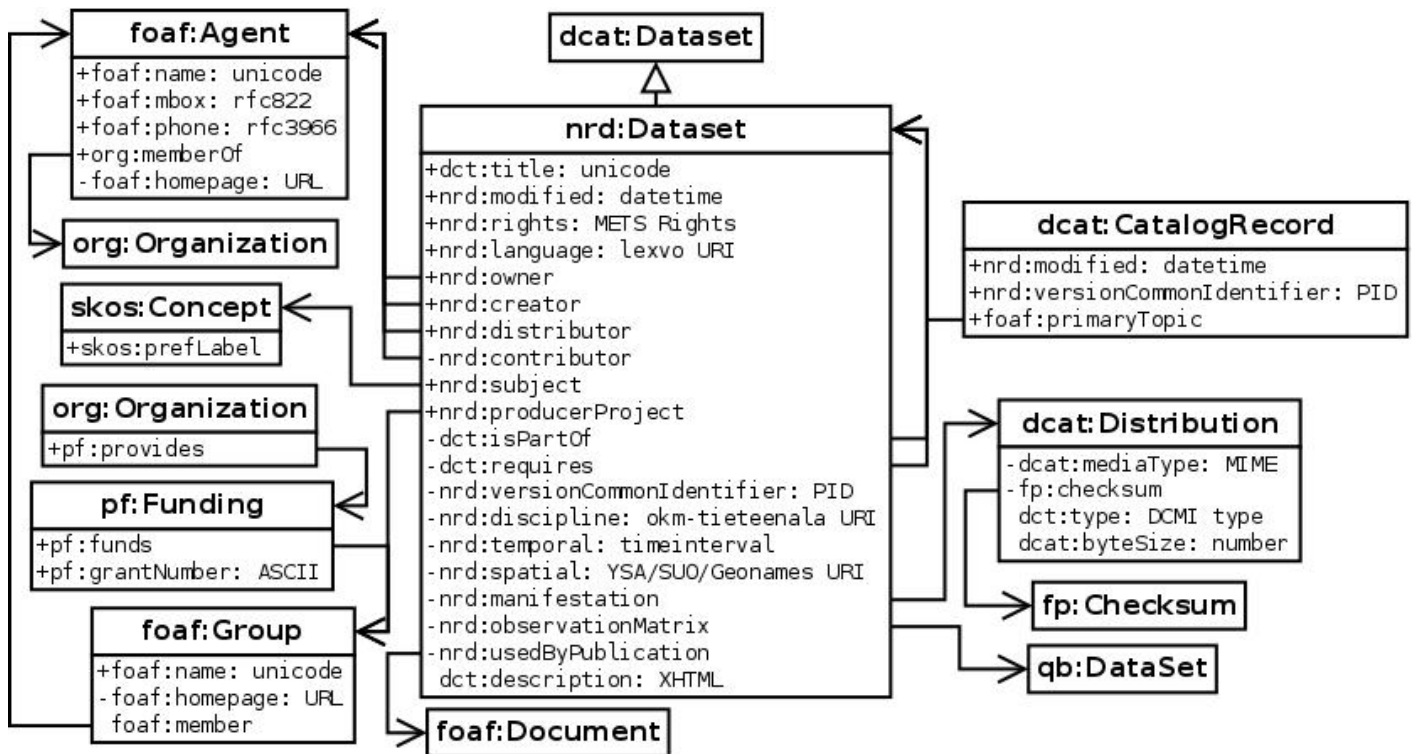 foaf:Agent
+foaf:name: unicode
+foaf:mbox: rfc822
+foaf:phone: rfc3966
+org:memberOf
-foaf:homepage: URL
org:Organization
skos:Concept
+skos:prefLabel
org:Organization
+pf:provides
pf:Funding
+pf:funds
+pf:grantNumber: ASCII
foaf:Group
+foaf:name: unicode
-foaf:homepage: URL
foaf:member
dcat:Dataset
nrd:Dataset
+dct:title: unicode
+nrd:modified: datetime
+nrd:rights: METS Rights
+nrd:language: lexvo URI
+nrd:owner
+nrd:creator
+nrd:distributor
-nrd:contributor
+nrd:subject
+nrd:producerProject
-dct:isPartOf
-dct:requires
-nrd:versionCommonIdentifier: PID
-nrd:discipline: okm-tieteenala URI
-nrd:temporal: timeinterval
-nrd:spatial: YSA/SUO/Geonames URI
-nrd:manifestation
-nrd:observationMatrix
-nrd:usedByPublication
dct:description: XHTML
foaf:Document
dcat:CatalogRecord
+nrd:modified: datetime
+nrd:versionCommonIdentifier: PID
+foaf:primaryTopic
dcat:Distribution
-dcat:mediaType: MIME
-fp:checksum
dct:type: DCMI type
dcat:byteSize: number
fp:Checksum
qb:DataSet